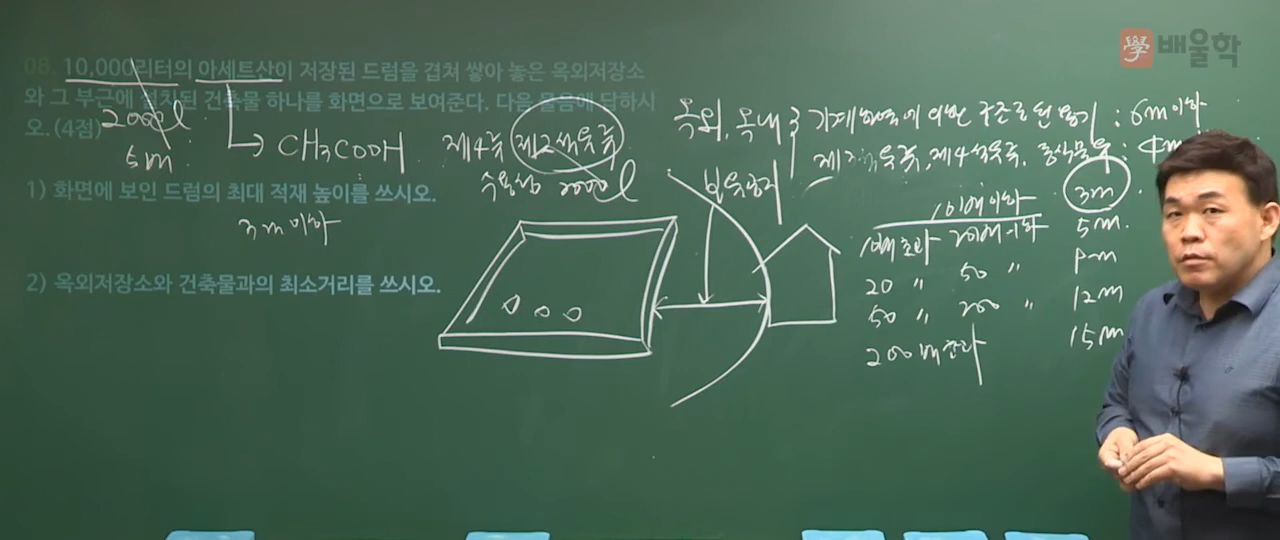 學 배울학
08. 10,000리터의 아세트산이 저장된 드럼을 겹쳐 쌓아 놓은 옥외저장소
와 그 부근에 설치된 건축물 하나를 화면으로 보여준다. 다음 물음에 답하시
오. (4점)
2000l
5m
CH3COOH
제4류 제2석유류
수용성 2000l
1) 화면에 보인 드럼의 최대 적재 높이를 쓰시오.
3m 이하
2) 옥외저장소와 건축물과의 최소거리를 쓰시오.
옥외, 옥내
기계하역에 의한 구조로 된 용기 : 6m 이하
제3석유류, 제4석유류, 동식물유 : 4m
3m
10배 이하
10배 초과 20배 이하 5m
20 " 50 "
50 " 200 " 12m
200배 초과 15m